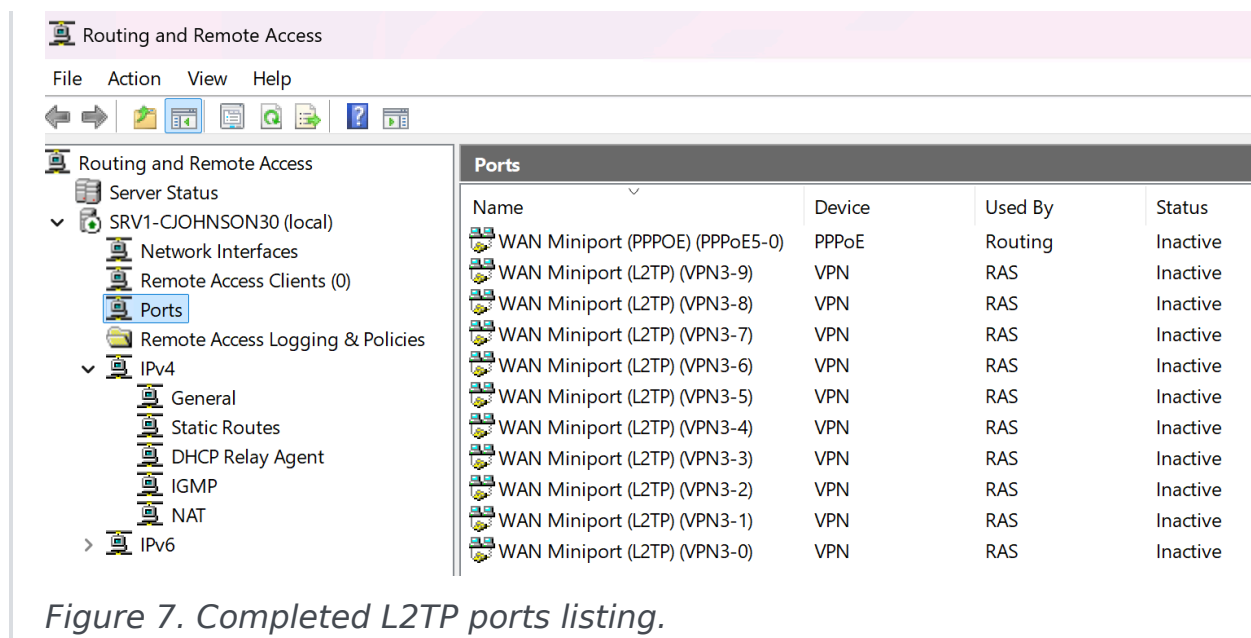 Routing and Remote Access
File Action View Help
Routing and Remote Access
Server Status
SRV1-CJOHNSON30 (local)
Network Interfaces
Remote Access Clients (0)
Ports
Remote Access Logging & Policies
IPv4
General
Static Routes
DHCP Relay Agent
IGMP
NAT
IPv6
Ports
Name Device Used By Status
WAN Miniport (PPPOE) (PPPoE5-0) PPPoE Routing Inactive
WAN Miniport (L2TP) (VPN3-9) VPN RAS Inactive
WAN Miniport (L2TP) (VPN3-8) VPN RAS Inactive
WAN Miniport (L2TP) (VPN3-7) VPN RAS Inactive
WAN Miniport (L2TP) (VPN3-6) VPN RAS Inactive
WAN Miniport (L2TP) (VPN3-5) VPN RAS Inactive
WAN Miniport (L2TP) (VPN3-4) VPN RAS Inactive
WAN Miniport (L2TP) (VPN3-3) VPN RAS Inactive
WAN Miniport (L2TP) (VPN3-2) VPN RAS Inactive
WAN Miniport (L2TP) (VPN3-1) VPN RAS Inactive
WAN Miniport (L2TP) (VPN3-0) VPN RAS Inactive
Figure 7. Completed L2TP ports listing.